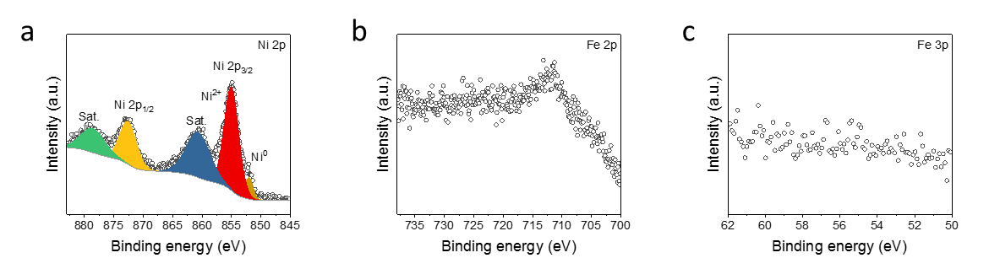 a
Ni 2p
Ni 2p3/2
Ni2+
Ni 2p1/2
Sat.
Sat.
Ni0
Intensity (a.u.)
880 875 870 865 860 855 850 845
Binding energy (eV)
b
Fe 2p
Intensity (a.u.)
735 730 725 720 715 710 705 700
Binding energy (eV)
c
Fe 3p
Intensity (a.u.)
62 60 58 56 54 52 50
Binding energy (eV)